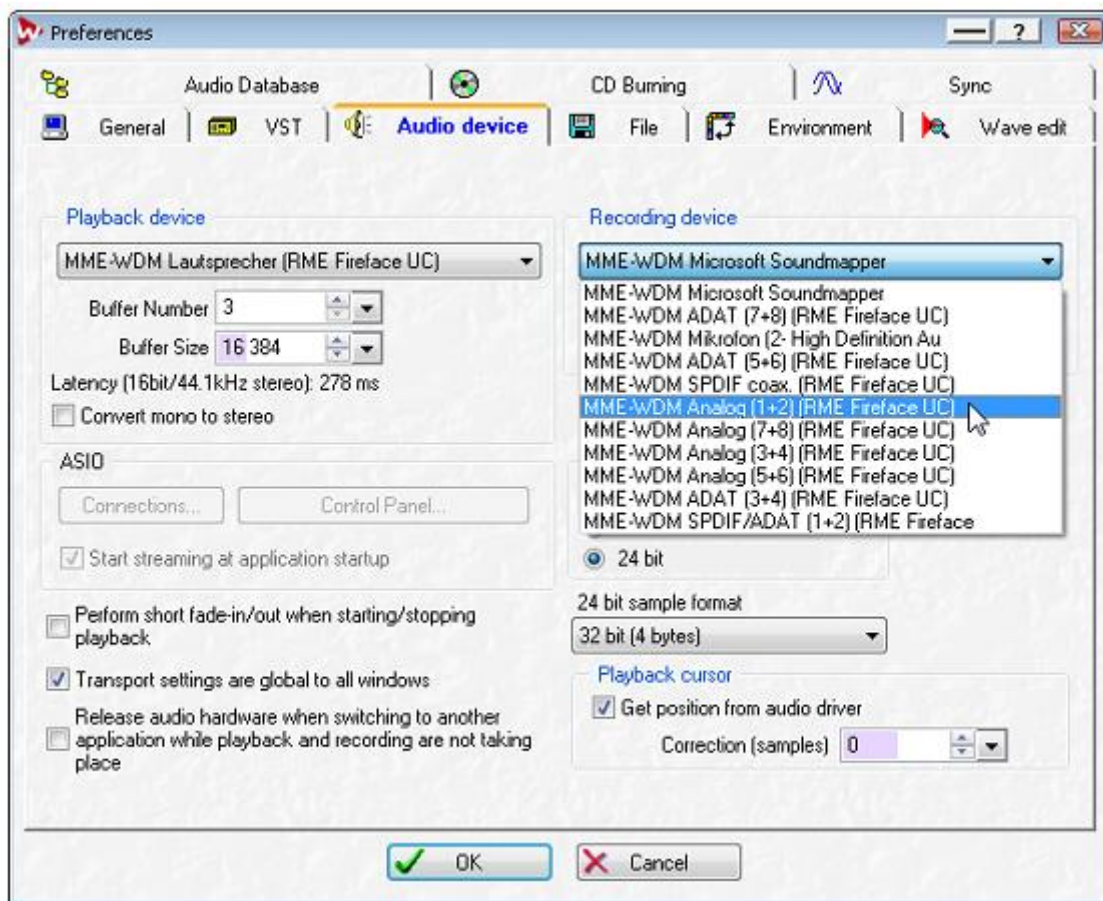 Preferences
?
Audio Database
CD Burning
Sync
General
VST
Audio device
File
Environment
Wave edit
Playback device
MME-WDM Lautsprecher (RME Fireface UC)
Buffer Number 3
Buffer Size 16 384
Latency (16bit/44.1kHz stereo): 278 ms
Convert mono to stereo
ASIO
Connections...
Control Panel...
Start streaming at application startup
Perform short fade-in/out when starting/stopping
playback
Transport settings are global to all windows
Release audio hardware when switching to another
application while playback and recording are not taking
place
Recording device
MME-WDM Microsoft Soundmapper
MME-WDM Microsoft Soundmapper
MME-WDM ADAT (7+8) (RME Fireface UC)
MME-WDM Mikrofon (2- High Definition Au
MME-WDM ADAT (5+6) (RME Fireface UC)
MME-WDM SPDIF coax. (RME Fireface UC)
MME-WDM Analog (1+2) (RME Fireface UC)
MME-WDM Analog (7+8) (RME Fireface UC)
MME-WDM Analog (3+4) (RME Fireface UC)
MME-WDM Analog (5+6) (RME Fireface UC)
MME-WDM ADAT (3+4) (RME Fireface UC)
MME-WDM SPDIF/ADAT (1+2) (RME Fireface
24 bit
24 bit sample format
32 bit (4 bytes)
Playback cursor
Get position from audio driver
Correction (samples) 0
OK
Cancel